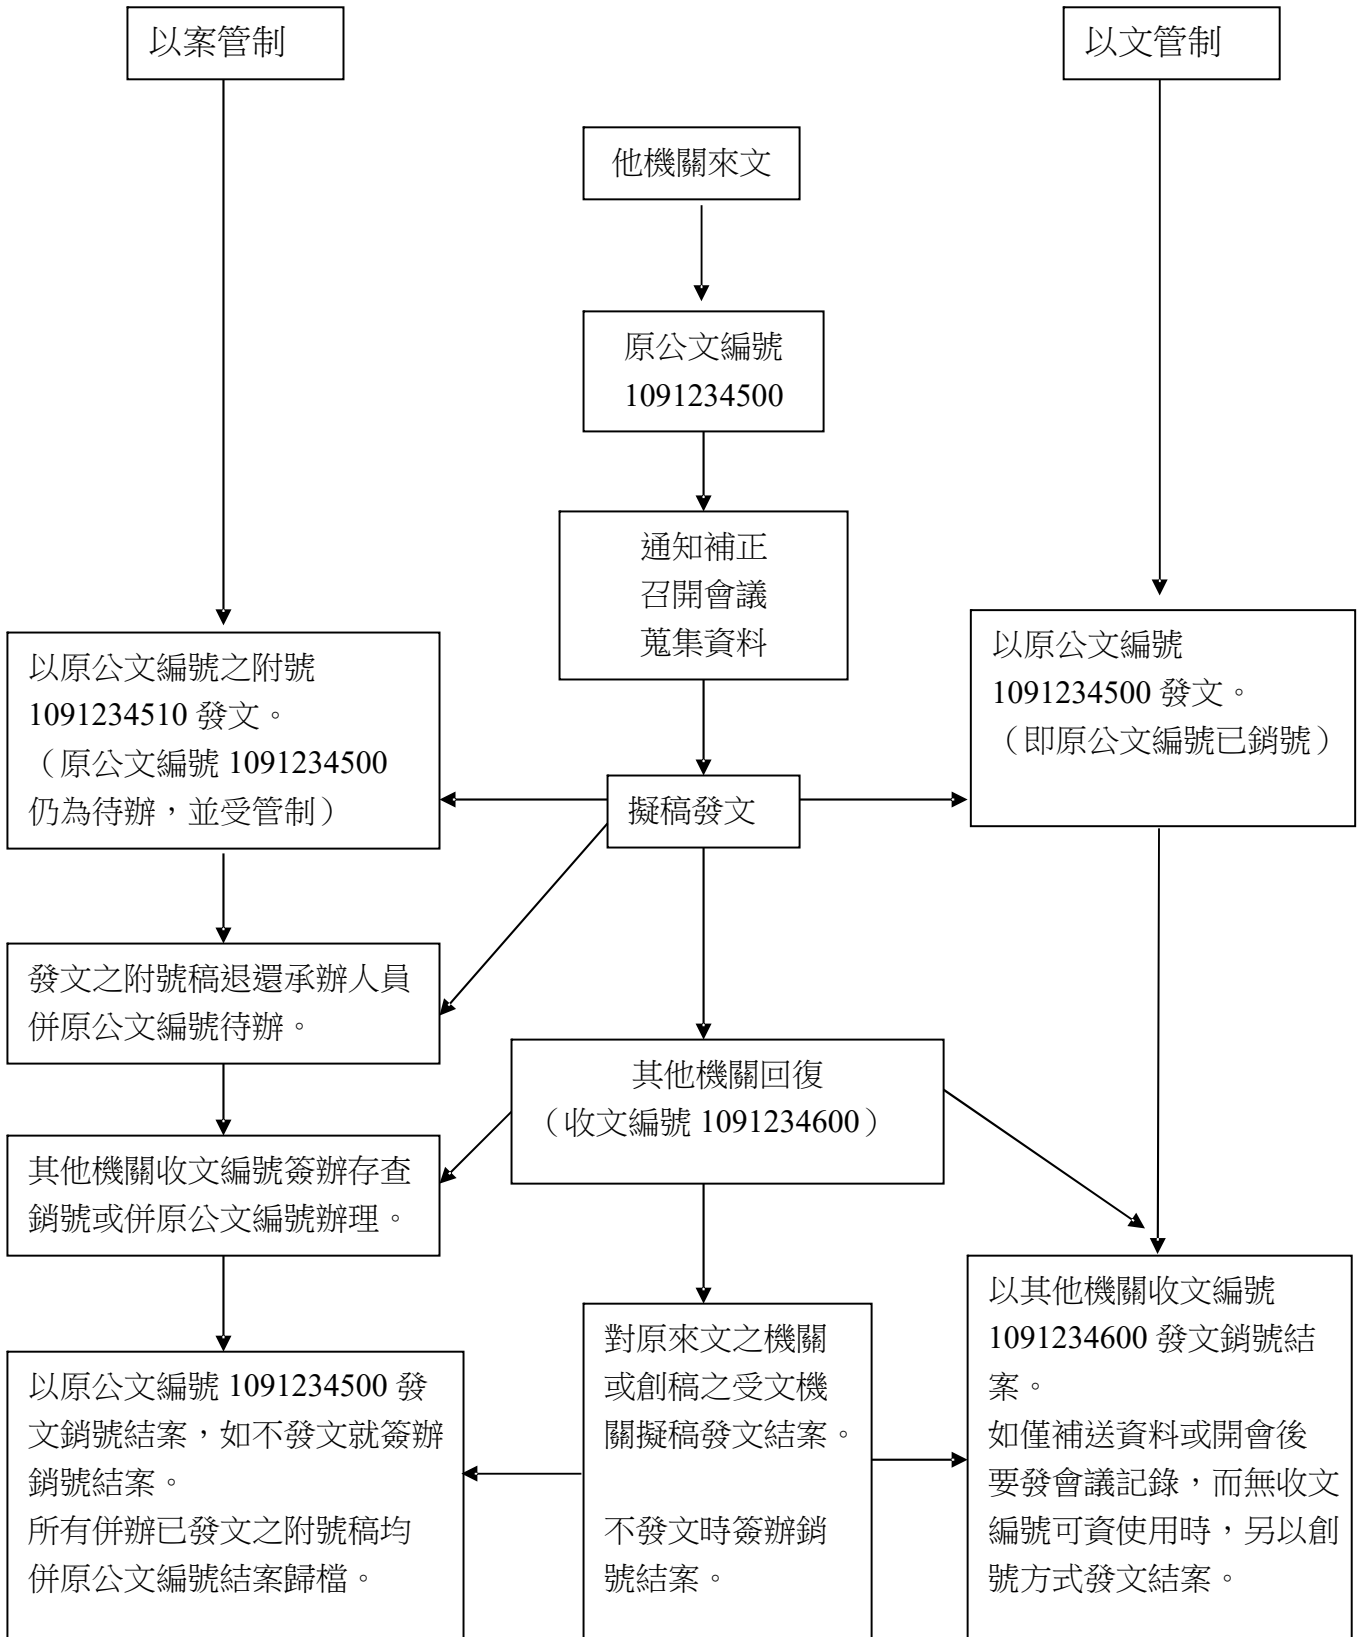 以案管制
以文管制
他機關來文
原公文編號
1091234500
通知補正
召開會議
蒐集資料
以原公文編號之附號
1091234510 發文。
（原公文編號 1091234500
仍為待辦，並受管制）
擬稿發文
以原公文編號
1091234500 發文。
（即原公文編號已銷號）
發文之附號稿退還承辦人員
併原公文編號待辦。
其他機關回復
（收文編號 1091234600）
其他機關收文編號簽辦存查
銷號或併原公文編號辦理。
以原公文編號 1091234500 發
文銷號結案，如不發文就簽辦
銷號結案。
所有併辦已發文之附號稿均
併原公文編號結案歸檔。
對原來文之機關
或創稿之受文機
關擬稿發文結案。
不發文時簽辦銷
號結案。
以其他機關收文編號
1091234600 發文銷號結
案。
如僅補送資料或開會後
要發會議記錄，而無收文
編號可資使用時，另以創
號方式發文結案。